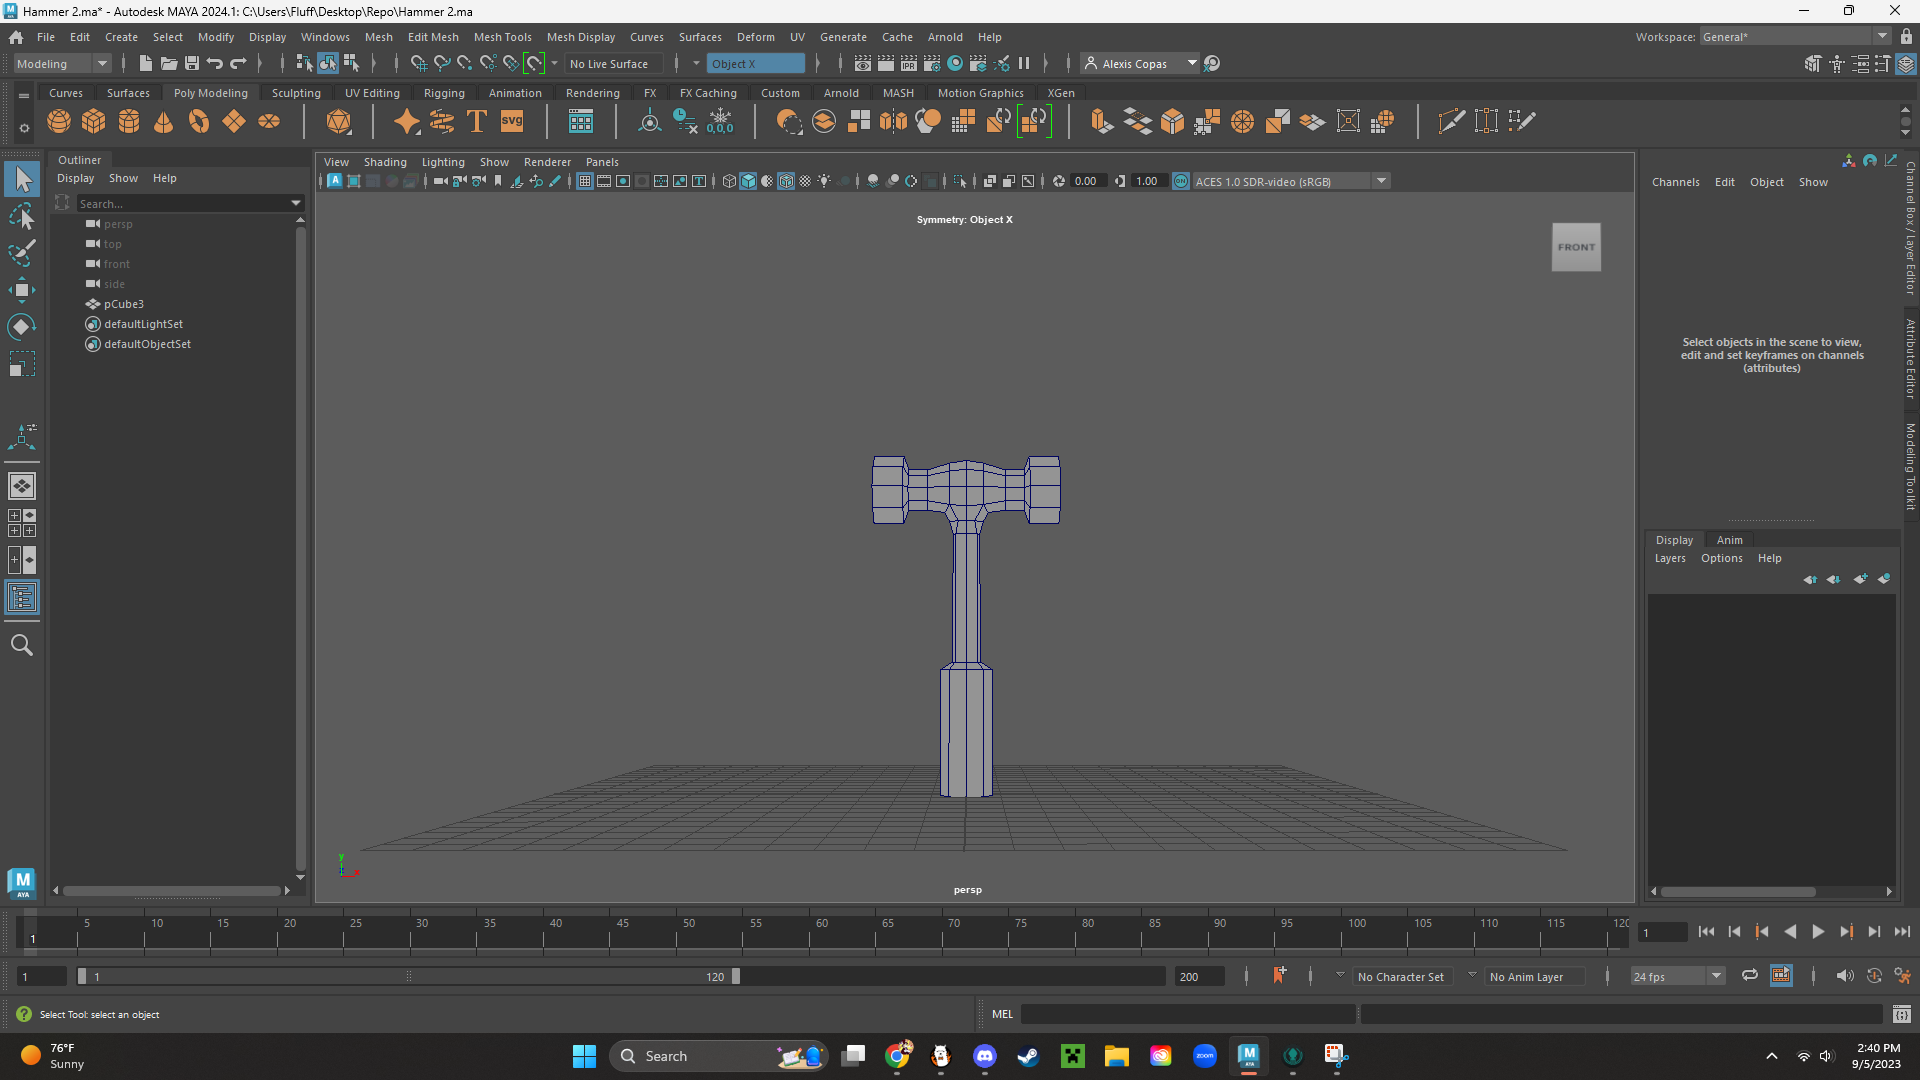 Hammer 2.ma* - Autodesk MAYA 2024.1: C:\Users\Fluff\Desktop\Repo\Hammer 2.ma
File Edit Create Select Modify Display Windows Mesh Edit Mesh Mesh Tools Mesh Display Curves Surfaces Deform UV Generate Cache Arnold Help Workspace: General*
Modeling No Live Surface Object X IPR Alexis Copas
Curves Surfaces Poly Modeling Sculpting UV Editing Rigging Animation Rendering FX FX Caching Custom Arnold MASH Motion Graphics XGen
T SVG 0,0,0
Outliner
Display Show Help
Search...
persp
top
front
side
pCube3
defaultLightSet
defaultObjectSet
View Shading Lighting Show Renderer Panels
0.00 1.00 ON ACES 1.0 SDR-video (sRGB)
Symmetry: Object X
FRONT
y
persp
Channels Edit Object Show
Select objects in the scene to view,
edit and set keyframes on channels
(attributes)
Channel Box / Layer Editor
Attribute Editor
Modeling Toolkit
Display Anim
Layers Options Help
M
AYA
5 10 15 20 25 30 35 40 45 50 55 60 65 70 75 80 85 90 95 100 105 110 115 120
1 1
1 1 120 200 No Character Set No Anim Layer 24 fps
Select Tool: select an object MEL
76°F
Sunny
Search
zoom
M
AYA
2:40 PM
9/5/2023